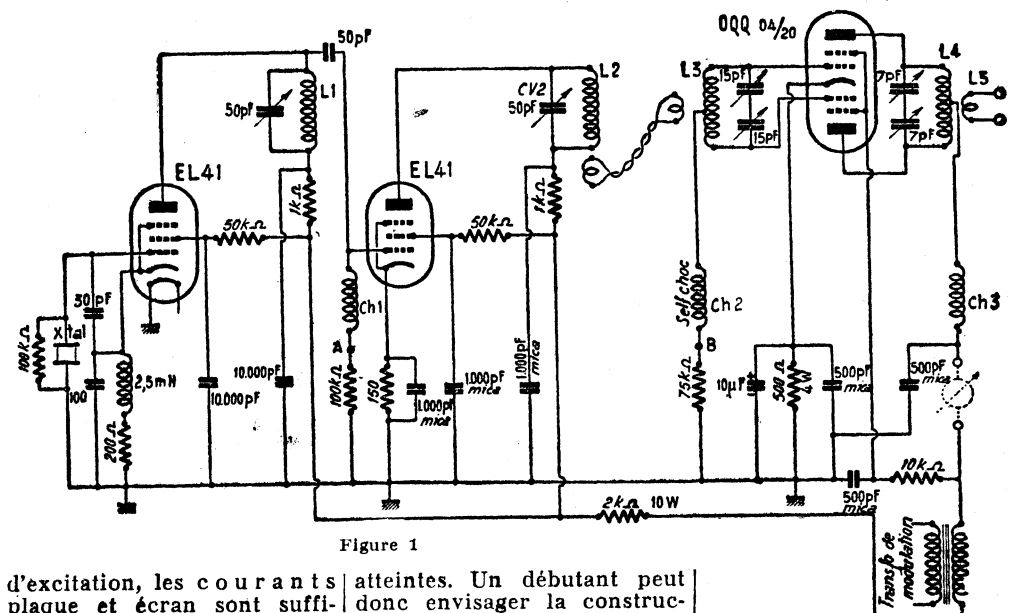 50pF
OQQ 04/20
L1
50pF
EL41
L2
CV2
50pF
EL41
L3
15pF
15pF
7pF
7pF
L4
L5
1kΩ
50kΩ
50kΩ
1kΩ
Xtal
100kΩ
30pF
100
2,5mH
200Ω
10.000pF
10.000pF
Ch1
A
100kΩ
150
1.000pF
mica
1.000pF
mica
1.000pF
mica
Self choc
Ch2
B
75kΩ
10µF
500Ω
4W
500pF
mica
500pF
mica
Ch3
500pF
mica
10kΩ
2kΩ 10W
Transfo de
modulation
Figure 1
d'excitation, les courants
plaque et écran sont suffi-
atteintes. Un débutant peut
donc envisager la construc-